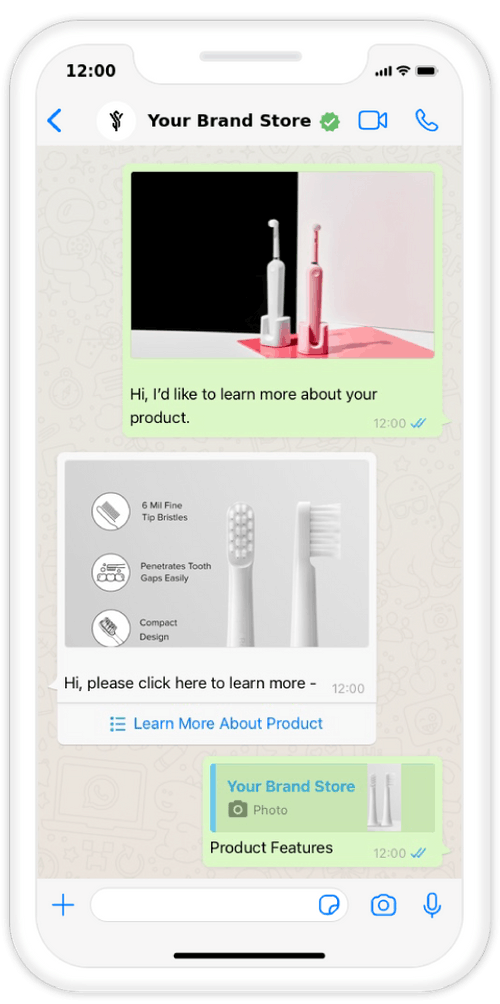 12:00
Your Brand Store
Hi, I’d like to learn more about your
product.
12:00
6 Mil Fine
Tip Bristles
Penetrates Tooth
Gaps Easily
Compact
Design
Hi, please click here to learn more -
12:00
Learn More About Product
Your Brand Store
Photo
Product Features
12:00